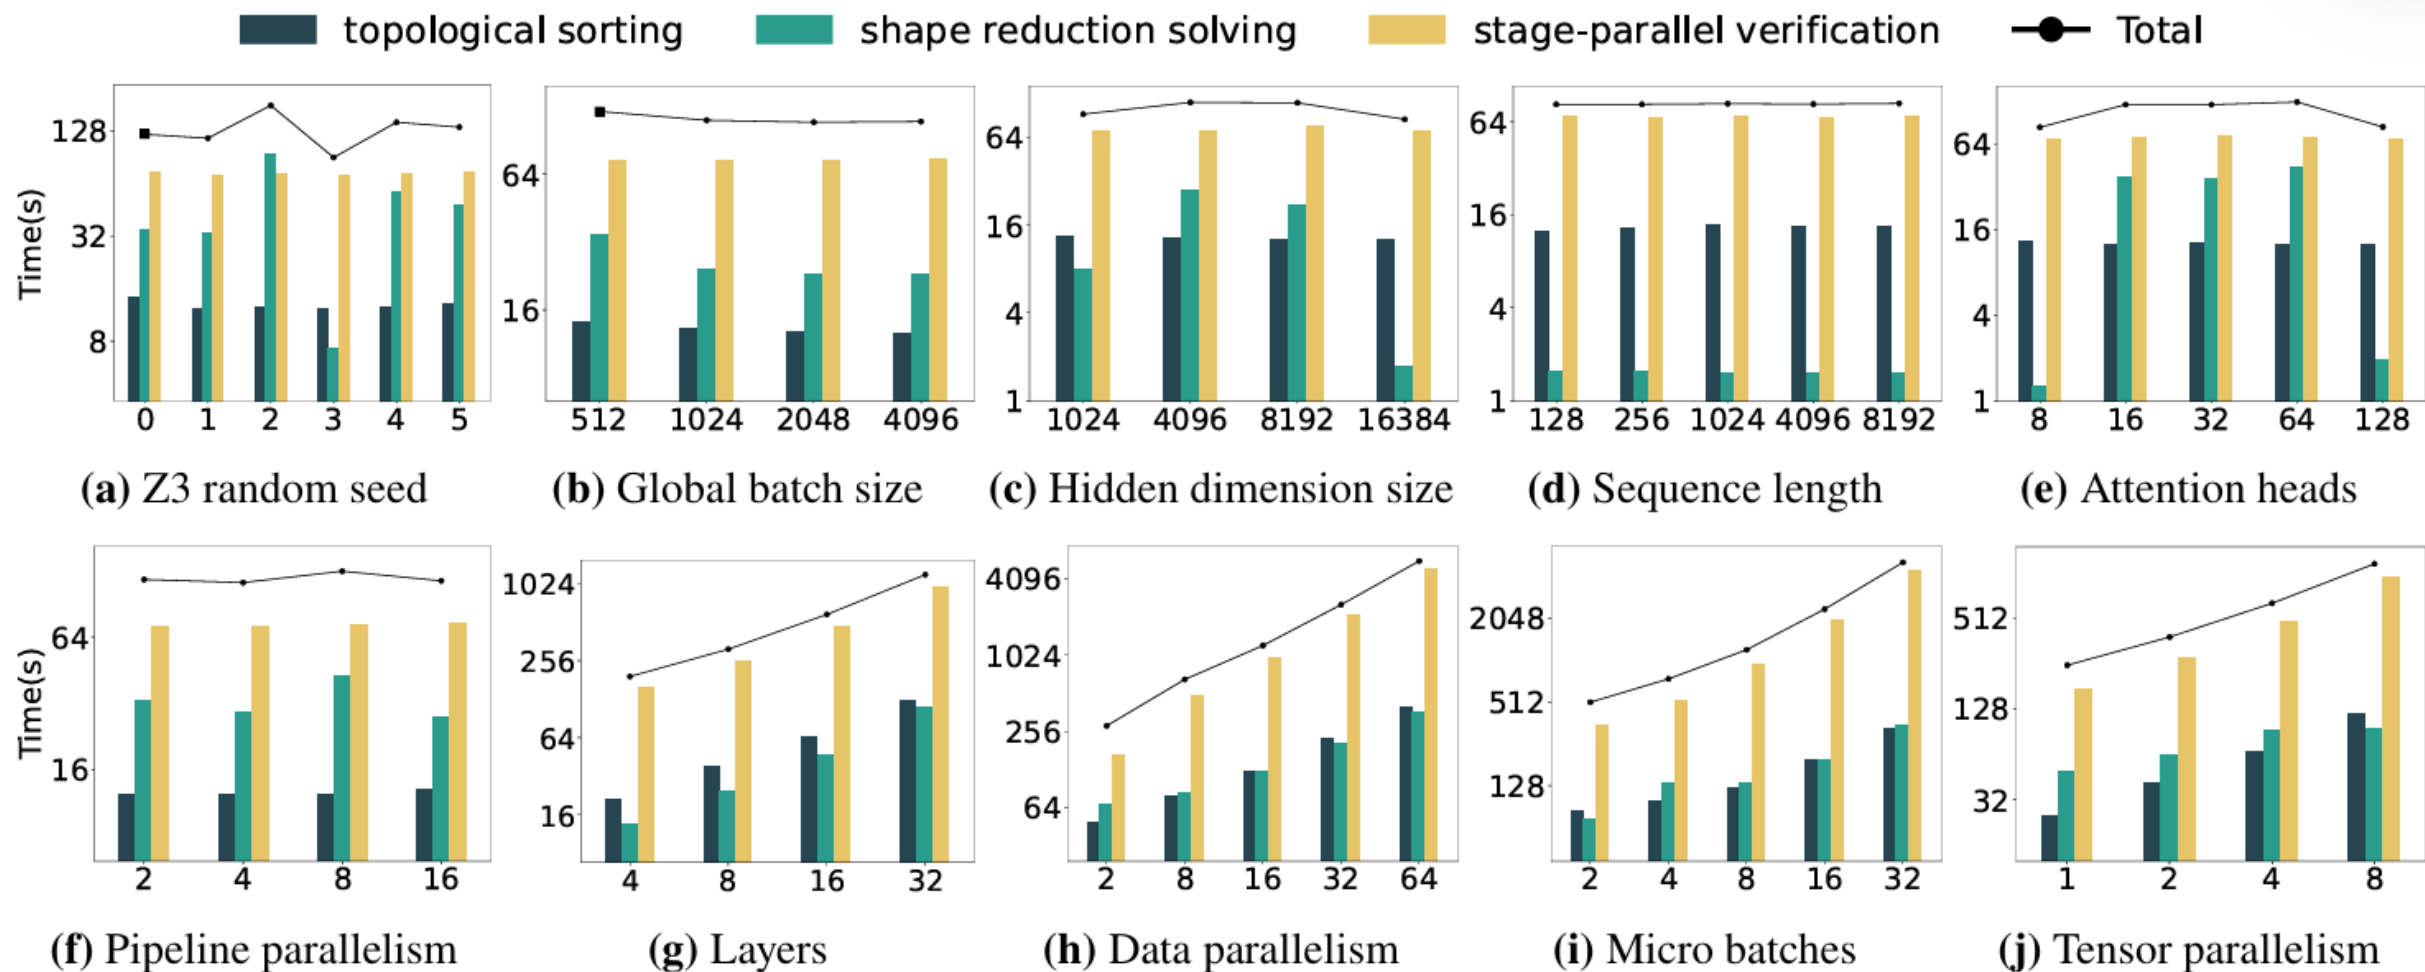 topological sorting shape reduction solving stage-parallel verification Total
Time(s)
128
32
8
0 1 2 3 4 5
(a) Z3 random seed
64
16
512 1024 2048 4096
(b) Global batch size
64
16
4
1
1024 4096 8192 16384
(c) Hidden dimension size
64
16
4
1
128 256 1024 4096 8192
(d) Sequence length
64
16
4
1
8 16 32 64 128
(e) Attention heads
Time(s)
64
16
2 4 8 16
(f) Pipeline parallelism
1024
256
64
16
4 8 16 32
(g) Layers
4096
1024
256
64
2 8 16 32 64
(h) Data parallelism
2048
512
128
2 4 8 16 32
(i) Micro batches
512
128
32
1 2 4 8
(j) Tensor parallelism